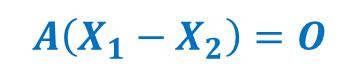 A(X₁ − X₂) = O